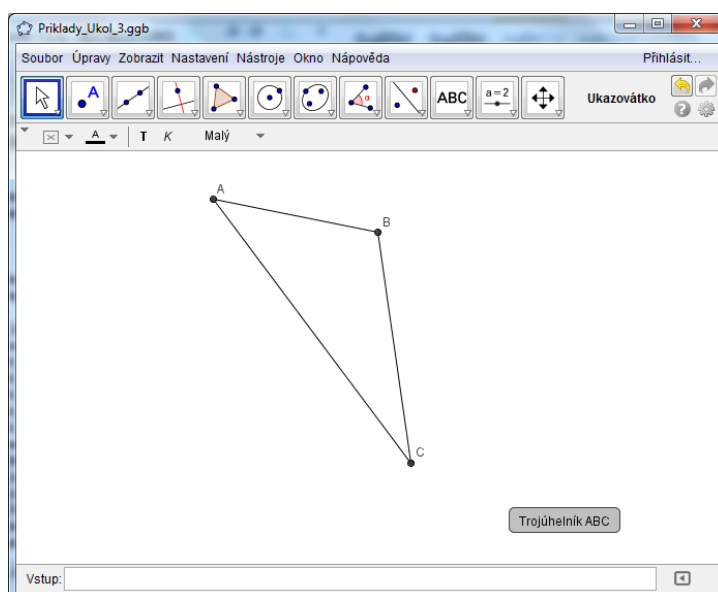 Priklady_Ukol_3.ggb
Soubor Úpravy Zobrazit Nastavení Nástroje Okno Nápověda Přihlásit...
A α ABC a=2 Ukazovátko
A T K Malý
A
B
C
Trojúhelník ABC
Vstup: